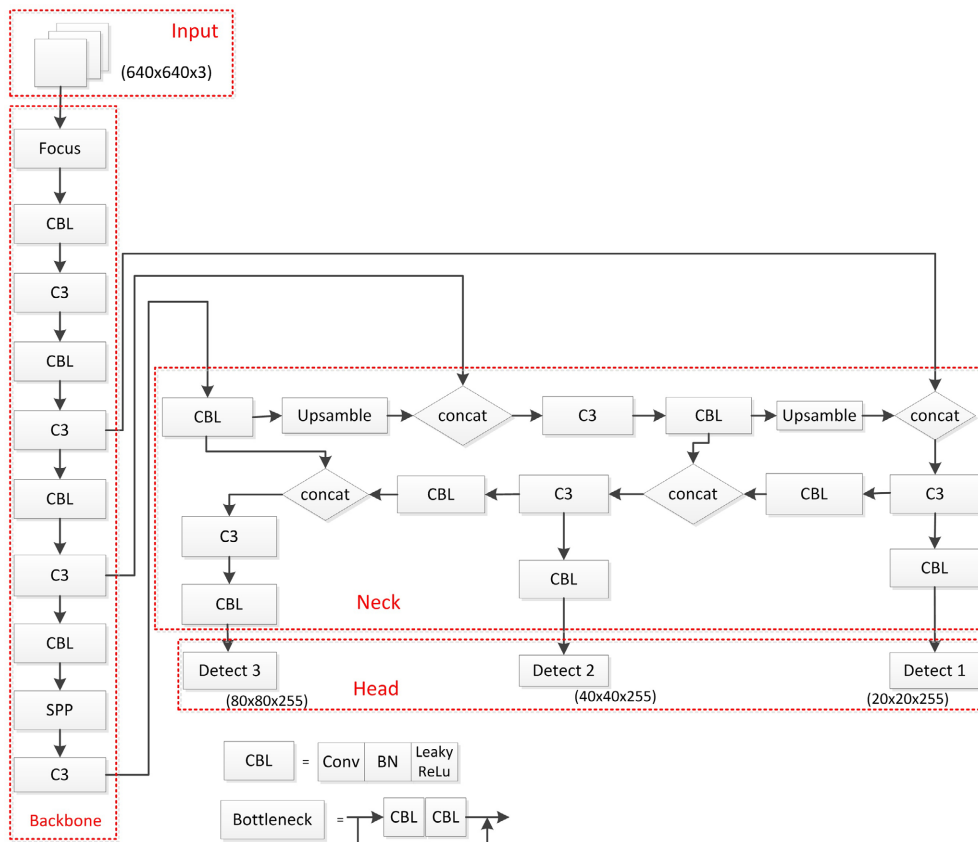 Input
(640x640x3)
Focus
CBL
C3
CBL
C3
CBL
C3
CBL
SPP
C3
Backbone
CBL
Upsamble
concat
C3
CBL
Upsamble
concat
concat
CBL
C3
concat
CBL
C3
C3
CBL
CBL
CBL
Neck
Detect 3
(80x80x255)
Head
Detect 2
(40x40x255)
Detect 1
(20x20x255)
CBL = Conv BN Leaky
ReLu
Bottleneck = CBL CBL